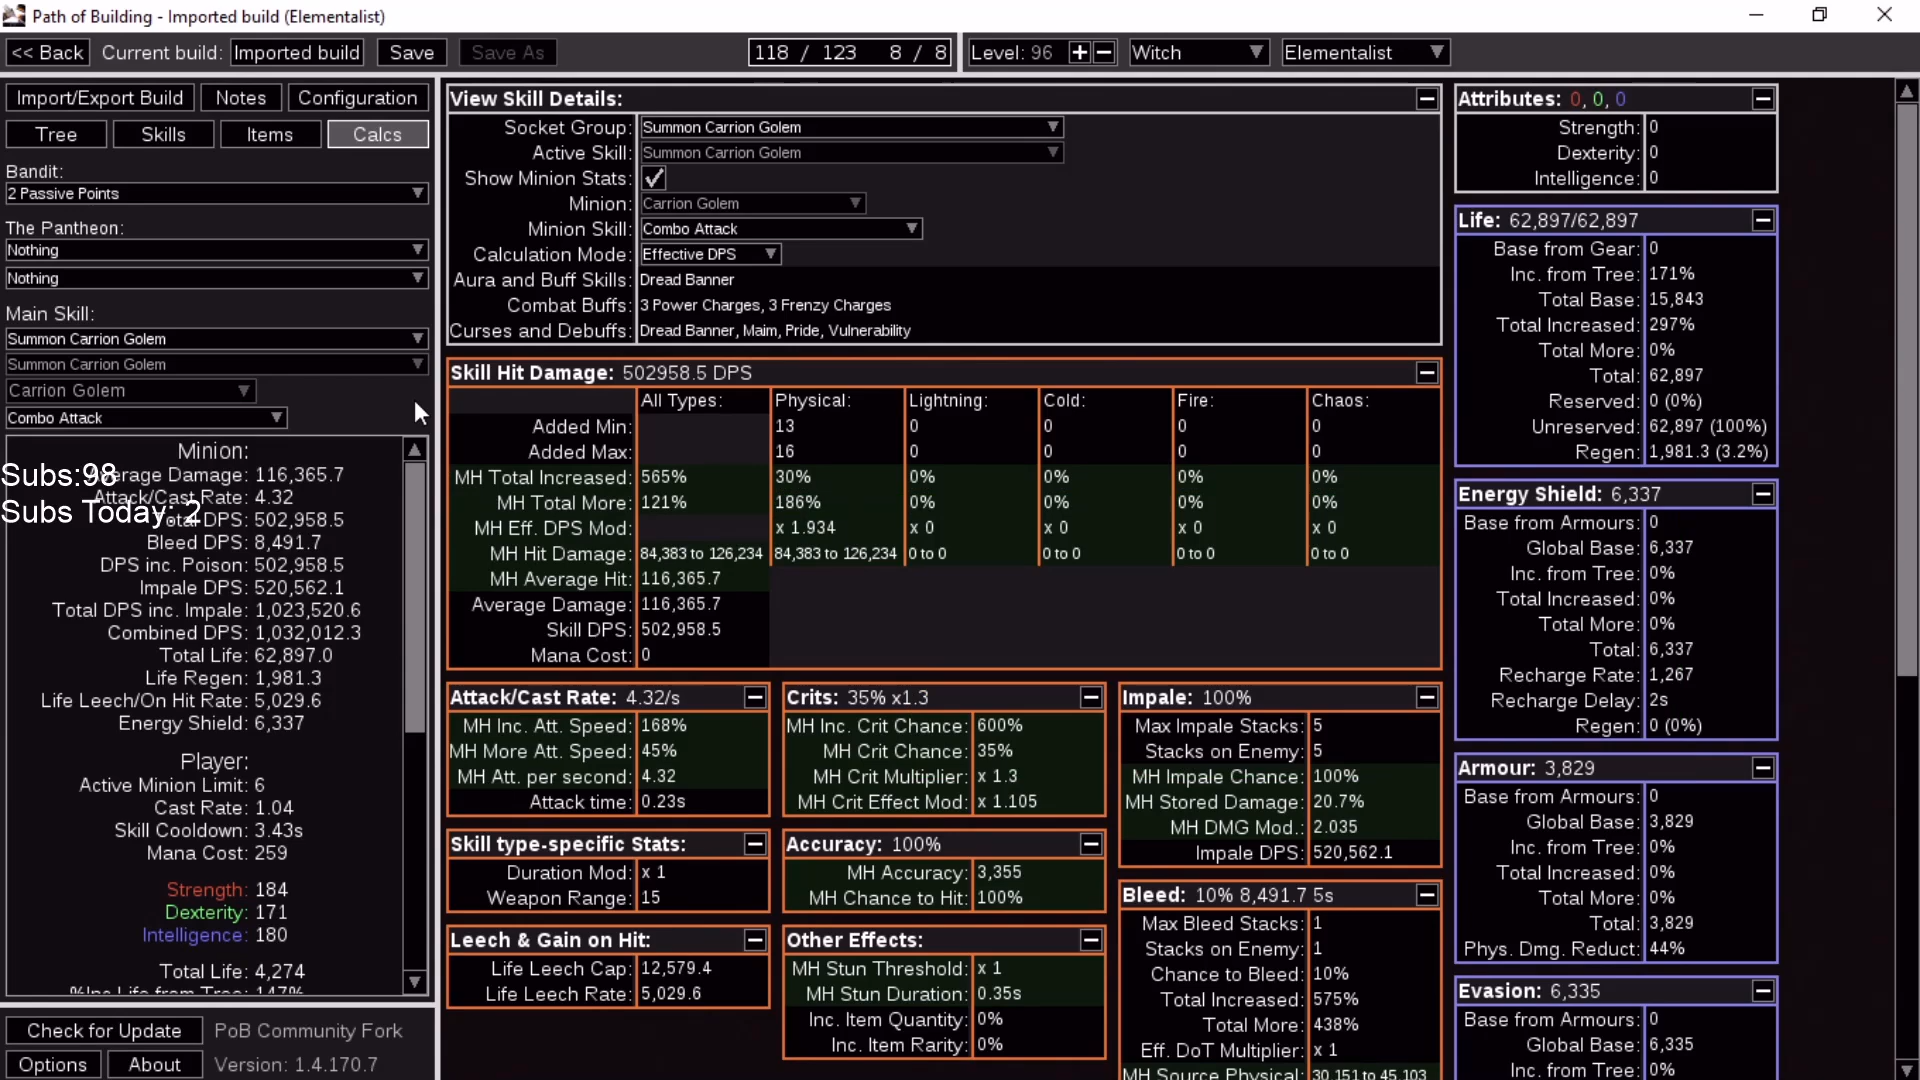 Path of Building - Imported build (Elementalist)
<< Back Current build: Imported build Save Save As 118 / 123 8 / 8 Level: 96 + - Witch Elementalist
Import/Export Build Notes Configuration
Tree Skills Items Calcs
Bandit:
2 Passive Points
The Pantheon:
Nothing
Nothing
Main Skill:
Summon Carrion Golem
Summon Carrion Golem
Carrion Golem
Combo Attack
Minion:
Subs:98
Average Damage: 116,365.7
Attack/Cast Rate: 4.32
Subs Today: 2
Total DPS: 502,958.5
Bleed DPS: 8,491.7
DPS inc. Poison: 502,958.5
Impale DPS: 520,562.1
Total DPS inc. Impale: 1,023,520.6
Combined DPS: 1,032,012.3
Total Life: 62,897.0
Life Regen: 1,981.3
Life Leech/On Hit Rate: 5,029.6
Energy Shield: 6,337
Player:
Active Minion Limit: 6
Cast Rate: 1.04
Skill Cooldown: 3.43s
Mana Cost: 259
Strength: 184
Dexterity: 171
Intelligence: 180
Total Life: 4,274
%Inc Life from Tree: 147%
Check for Update PoB Community Fork
Options About Version: 1.4.170.7
View Skill Details:
Socket Group: Summon Carrion Golem
Active Skill: Summon Carrion Golem
Show Minion Stats:
Minion: Carrion Golem
Minion Skill: Combo Attack
Calculation Mode: Effective DPS
Aura and Buff Skills: Dread Banner
Combat Buffs: 3 Power Charges, 3 Frenzy Charges
Curses and Debuffs: Dread Banner, Maim, Pride, Vulnerability
Skill Hit Damage: 502958.5 DPS
All Types: Physical: Lightning: Cold: Fire: Chaos:
Added Min: 13 0 0 0 0
Added Max: 16 0 0 0 0
MH Total Increased: 565% 30% 0% 0% 0% 0%
MH Total More: 121% 186% 0% 0% 0% 0%
MH Eff. DPS Mod: x 1.934 x 0 x 0 x 0 x 0
MH Hit Damage: 84,383 to 126,234 84,383 to 126,234 0 to 0 0 to 0 0 to 0 0 to 0
MH Average Hit: 116,365.7
Average Damage: 116,365.7
Skill DPS: 502,958.5
Mana Cost: 0
Attack/Cast Rate: 4.32/s
MH Inc. Att. Speed: 168%
MH More Att. Speed: 45%
MH Att. per second: 4.32
Attack time: 0.23s
Skill type-specific Stats:
Duration Mod: x 1
Weapon Range: 15
Leech & Gain on Hit:
Life Leech Cap: 12,579.4
Life Leech Rate: 5,029.6
Crits: 35% x1.3
MH Inc. Crit Chance: 600%
MH Crit Chance: 35%
MH Crit Multiplier: x 1.3
MH Crit Effect Mod: x 1.105
Accuracy: 100%
MH Accuracy: 3,355
MH Chance to Hit: 100%
Other Effects:
MH Stun Threshold: x 1
MH Stun Duration: 0.35s
Inc. Item Quantity: 0%
Inc. Item Rarity: 0%
Impale: 100%
Max Impale Stacks: 5
Stacks on Enemy: 5
MH Impale Chance: 100%
MH Stored Damage: 20.7%
MH DMG Mod.: 2.035
Impale DPS: 520,562.1
Bleed: 10% 8,491.7 5s
Max Bleed Stacks: 1
Stacks on Enemy: 1
Chance to Bleed: 10%
Total Increased: 575%
Total More: 438%
Eff. DoT Multiplier: x 1
MH Source Physical: 30,151 to 45,103
Attributes: 0, 0, 0
Strength: 0
Dexterity: 0
Intelligence: 0
Life: 62,897/62,897
Base from Gear: 0
Inc. from Tree: 171%
Total Base: 15,843
Total Increased: 297%
Total More: 0%
Total: 62,897
Reserved: 0 (0%)
Unreserved: 62,897 (100%)
Regen: 1,981.3 (3.2%)
Energy Shield: 6,337
Base from Armours: 0
Global Base: 6,337
Inc. from Tree: 0%
Total Increased: 0%
Total More: 0%
Total: 6,337
Recharge Rate: 1,267
Recharge Delay: 2s
Regen: 0 (0%)
Armour: 3,829
Base from Armours: 0
Global Base: 3,829
Inc. from Tree: 0%
Total Increased: 0%
Total More: 0%
Total: 3,829
Phys. Dmg. Reduct: 44%
Evasion: 6,335
Base from Armours: 0
Global Base: 6,335
Inc. from Tree: 0%